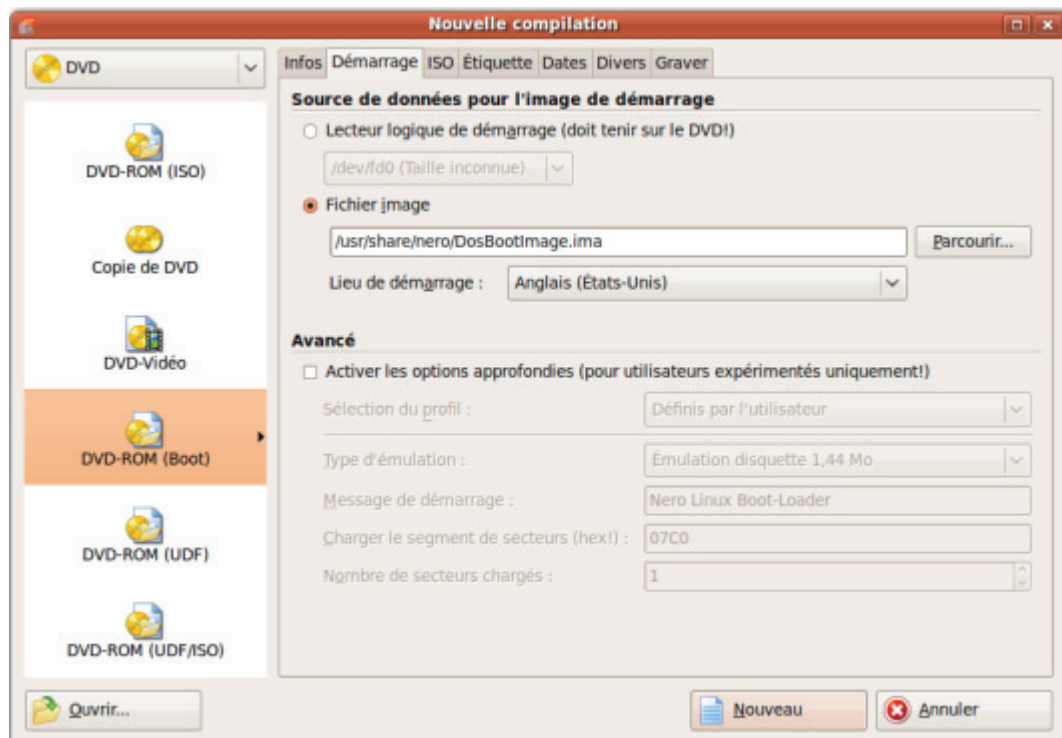 Nouvelle compilation
DVD
Infos Démarrage ISO Étiquette Dates Divers Graver
Source de données pour l'image de démarrage
Lecteur logique de démarrage (doit tenir sur le DVD!)
/dev/fd0 (Taille inconnue)
Fichier image
/usr/share/nero/DosBootImage.ima
Parcourir...
Lieu de démarrage : Anglais (États-Unis)
Avancé
Activer les options approfondies (pour utilisateurs expérimentés uniquement!)
Sélection du profil : Définis par l'utilisateur
Type d'émulation : Émulation disquette 1,44 Mo
Message de démarrage : Nero Linux Boot-Loader
Charger le segment de secteurs (hex!) : 07C0
Nombre de secteurs chargés : 1
DVD-ROM (ISO)
Copie de DVD
DVD-Vidéo
DVD-ROM (Boot)
DVD-ROM (UDF)
DVD-ROM (UDF/ISO)
Ouvrir...
Nouveau
Annuler